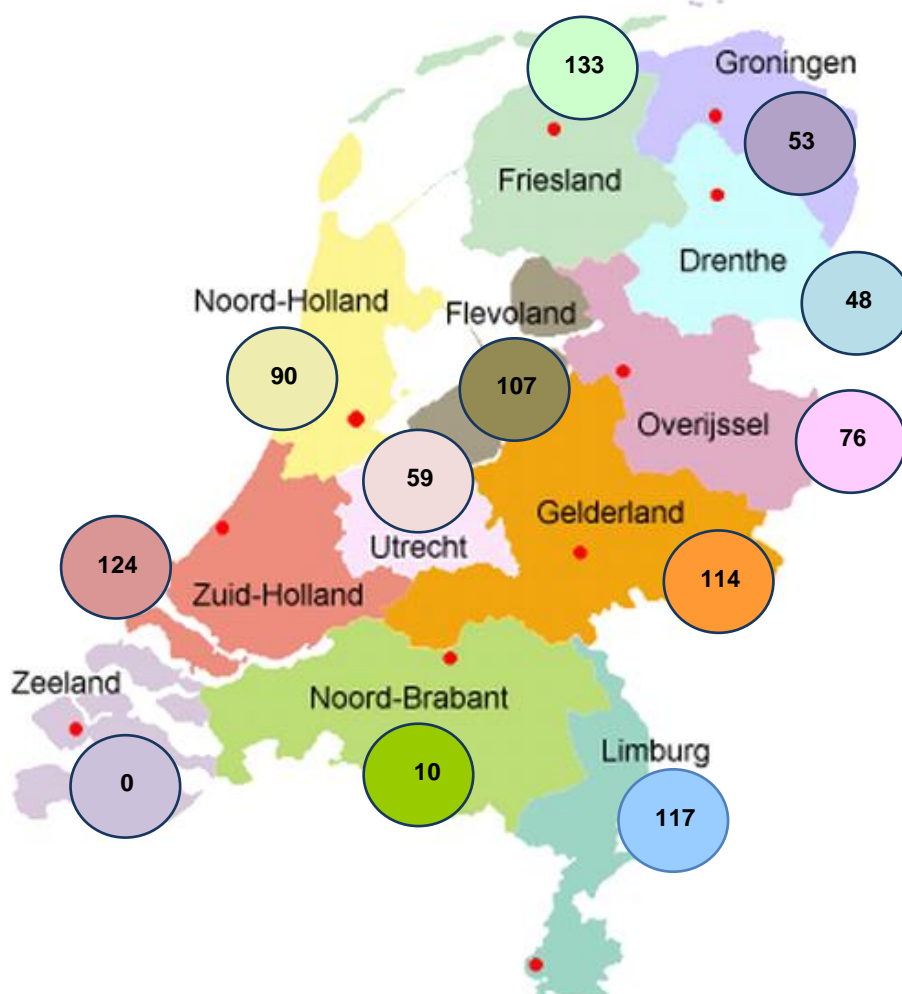 Groningen
133
53
Friesland
Drenthe
48
Noord-Holland
Flevoland
90
107
Overijssel
76
59
Gelderland
Utrecht
124
Zuid-Holland
114
Zeeland
Noord-Brabant
Limburg
0
10
117